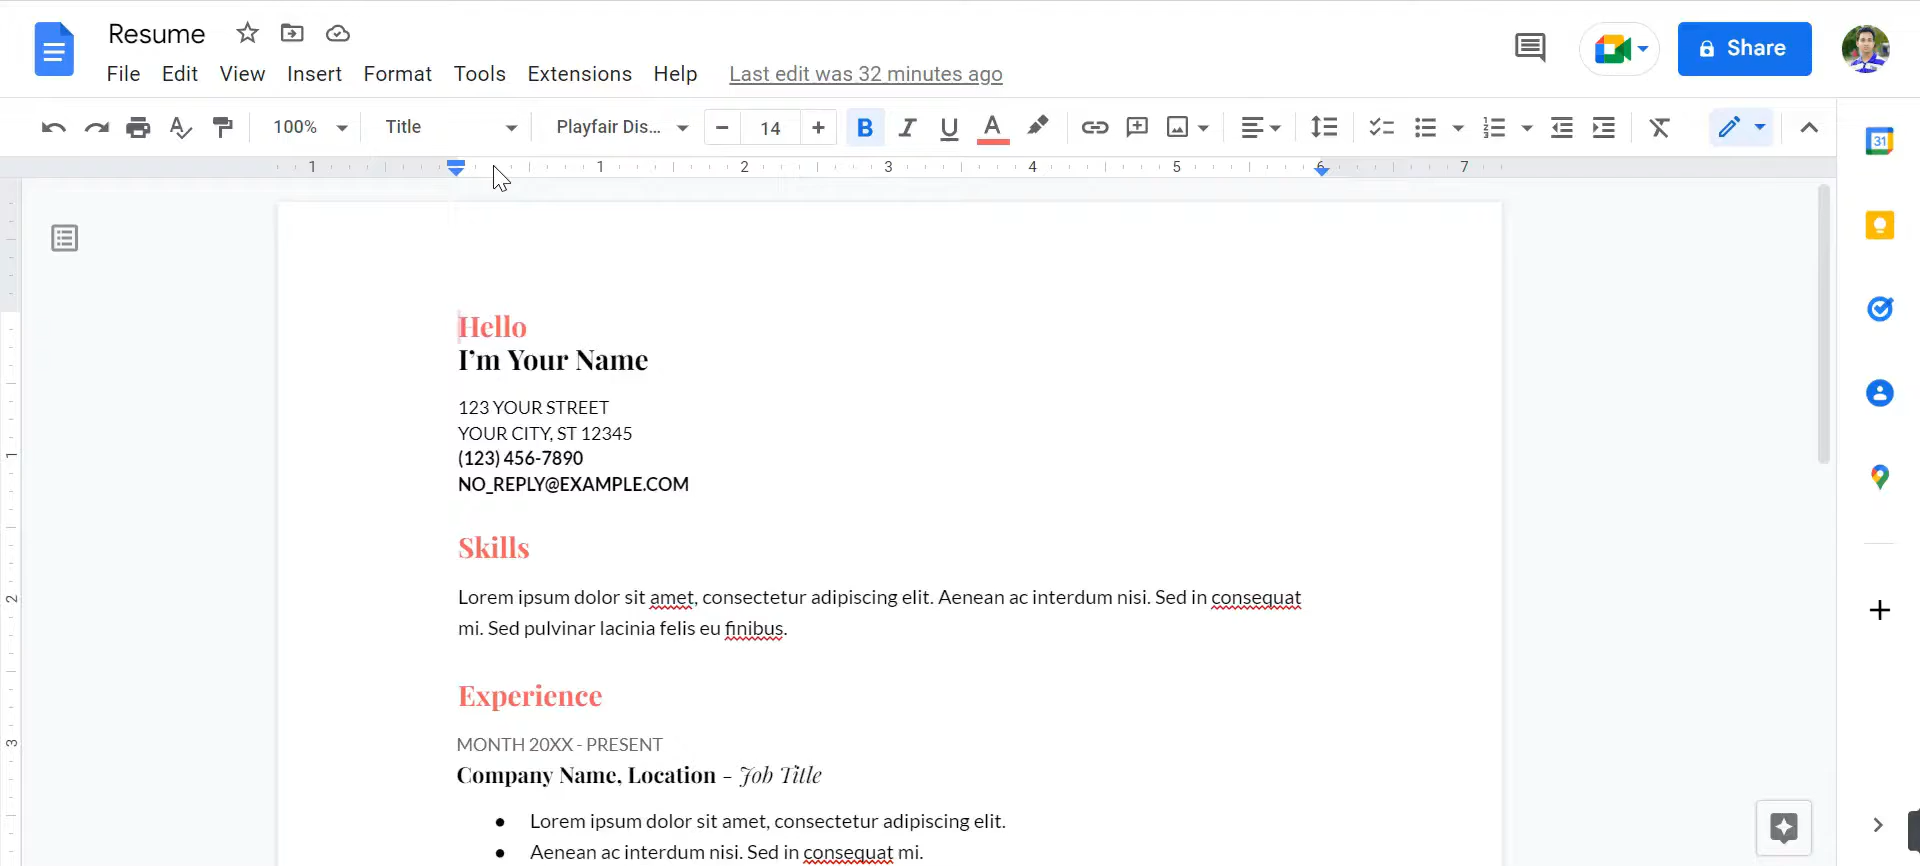 Resume
File Edit View Insert Format Tools Extensions Help Last edit was 32 minutes ago
Share
100% Title Playfair Dis... 14 B I U A
1 1 2 3 4 5 6 7
31
Hello
I'm Your Name
123 YOUR STREET
YOUR CITY, ST 12345
(123) 456-7890
NO_REPLY@EXAMPLE.COM
Skills
Lorem ipsum dolor sit amet, consectetur adipiscing elit. Aenean ac interdum nisi. Sed in consequat
mi. Sed pulvinar lacinia felis eu finibus.
Experience
MONTH 20XX - PRESENT
Company Name, Location - Job Title
● Lorem ipsum dolor sit amet, consectetur adipiscing elit.
● Aenean ac interdum nisi. Sed in consequat mi.
1
2
3